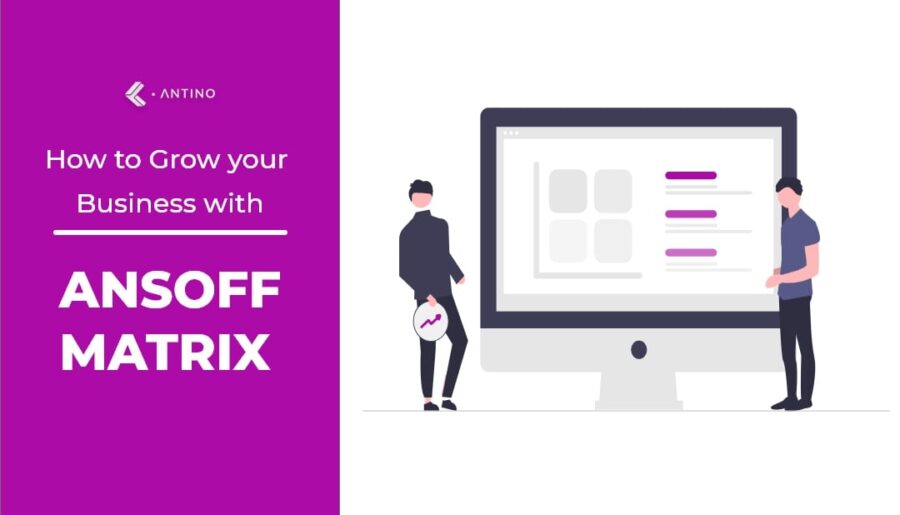 ANTINO
How to Grow your
Business with
ANSOFF
MATRIX